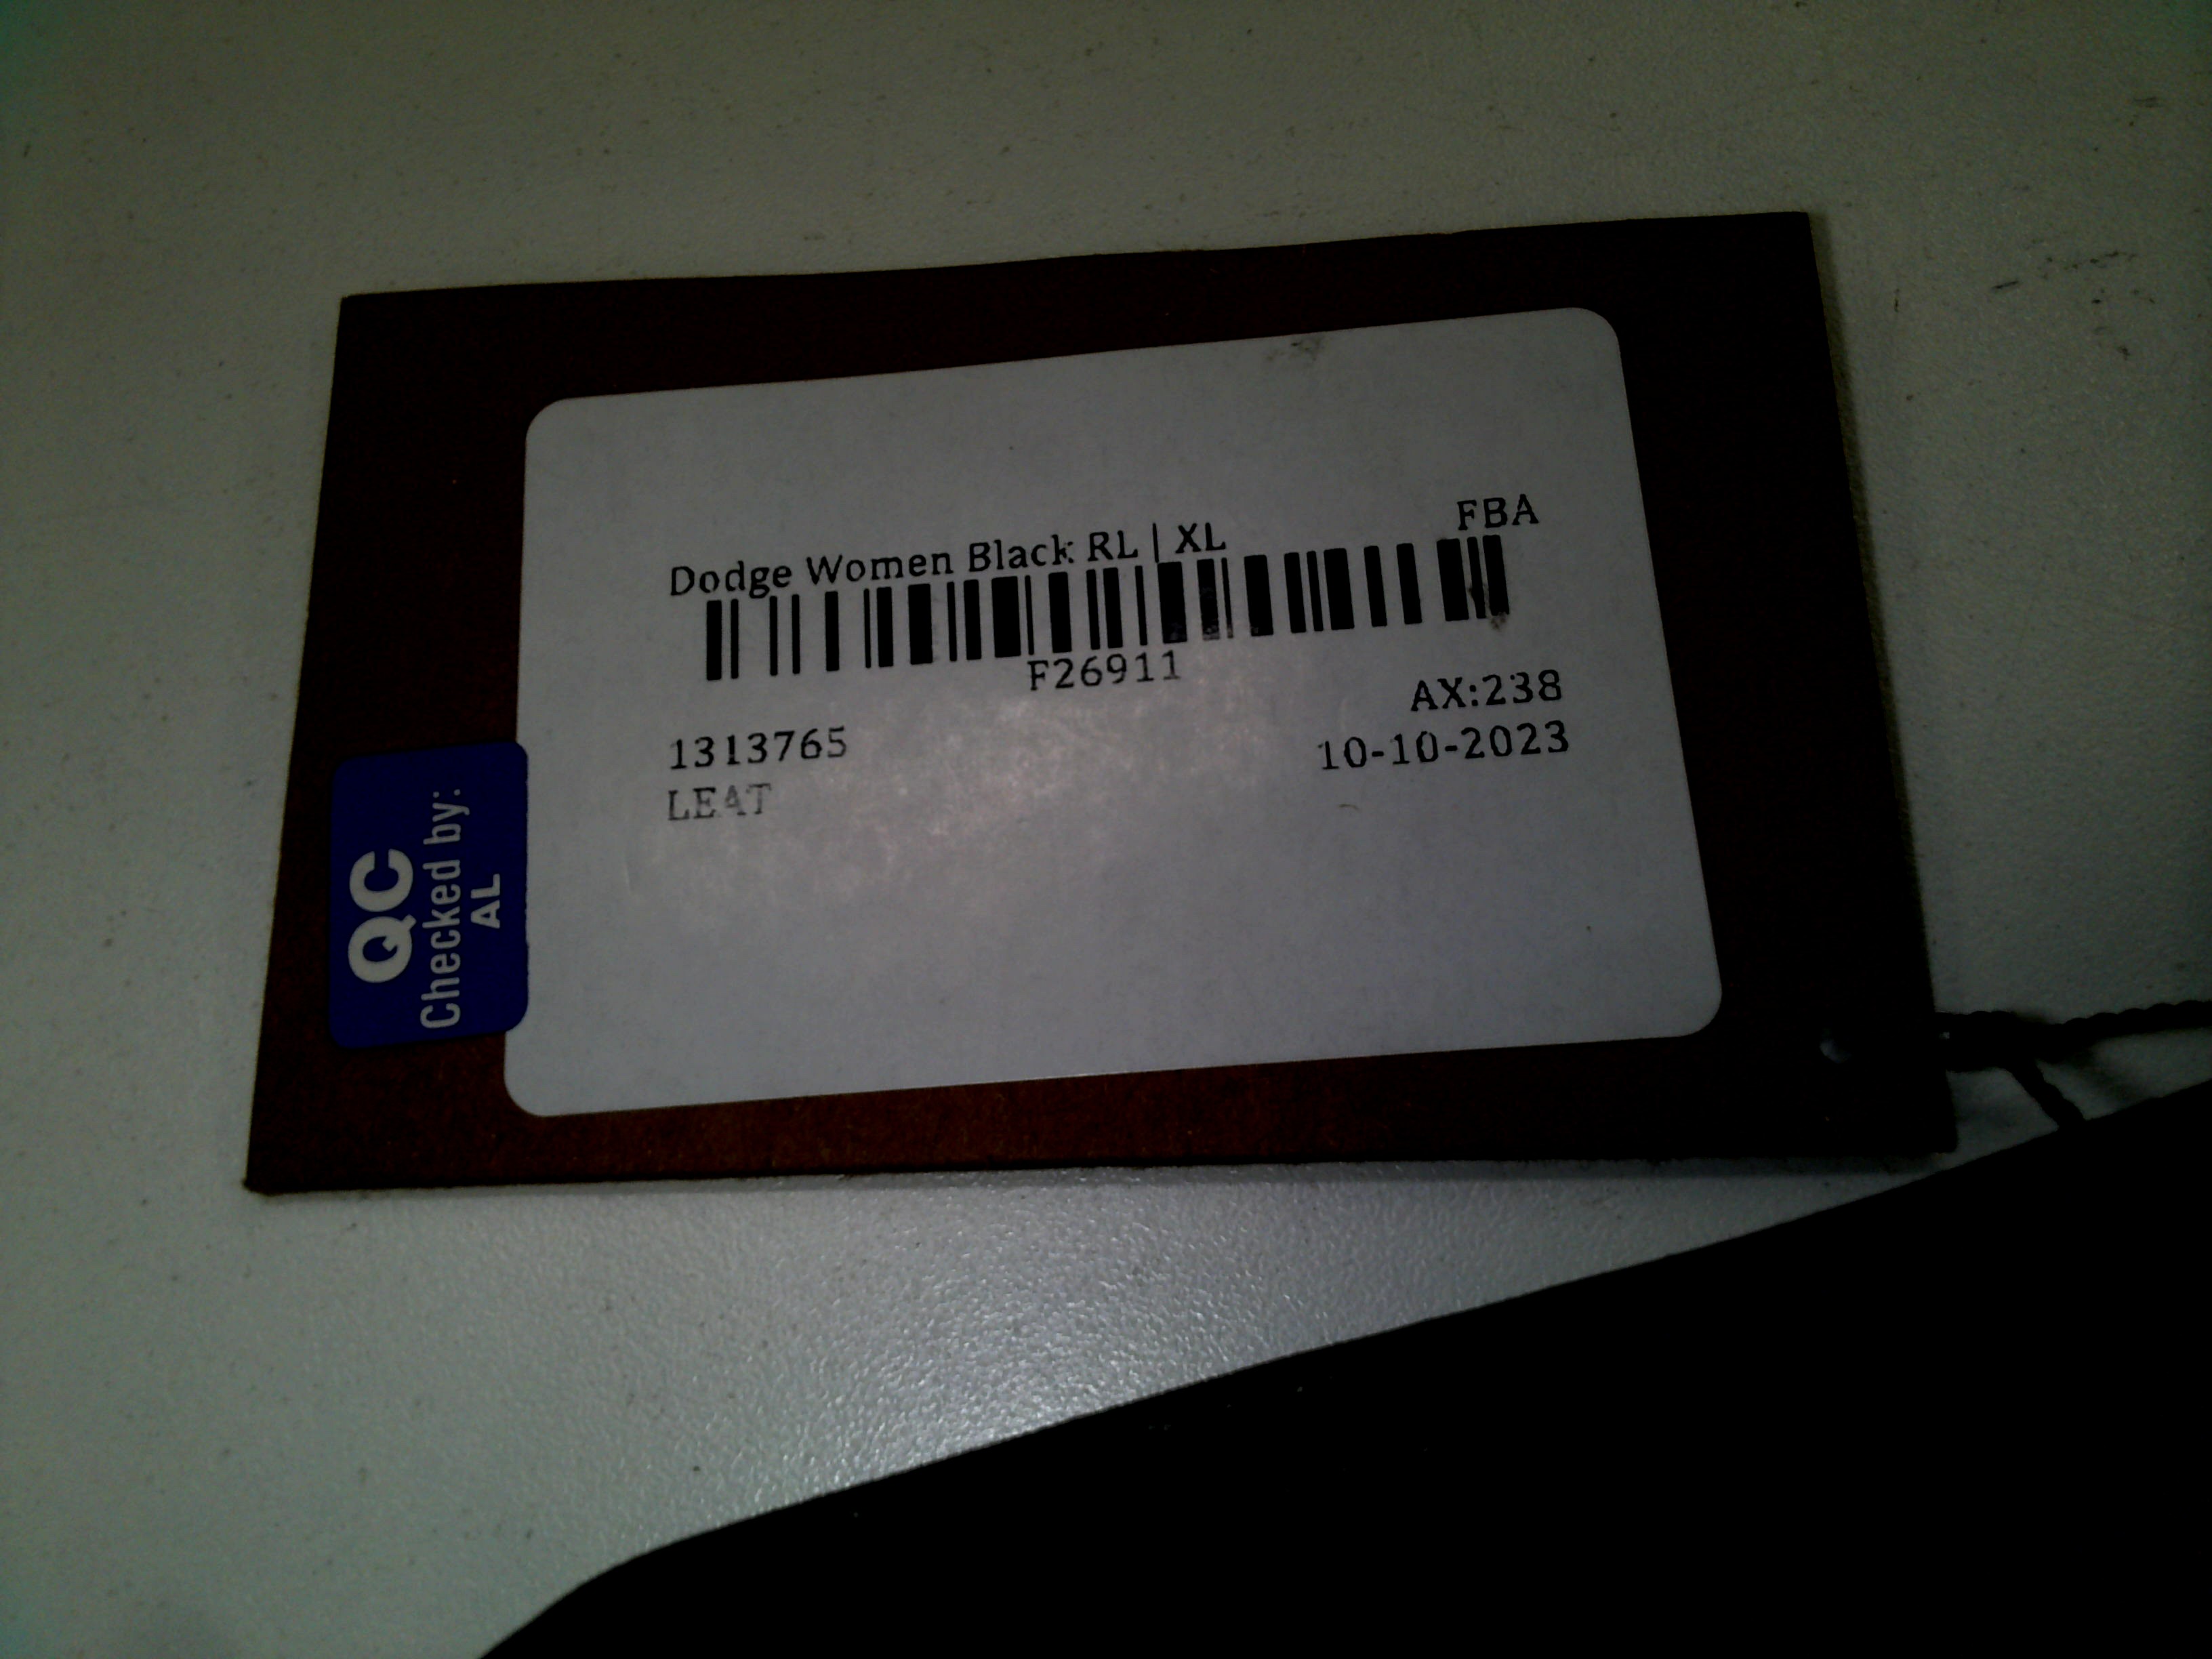 FBA
Dodge Women Black RL | XL
F26911
AX:238
1313765
10-10-2023
LEAT
QC
Checked by:
AL